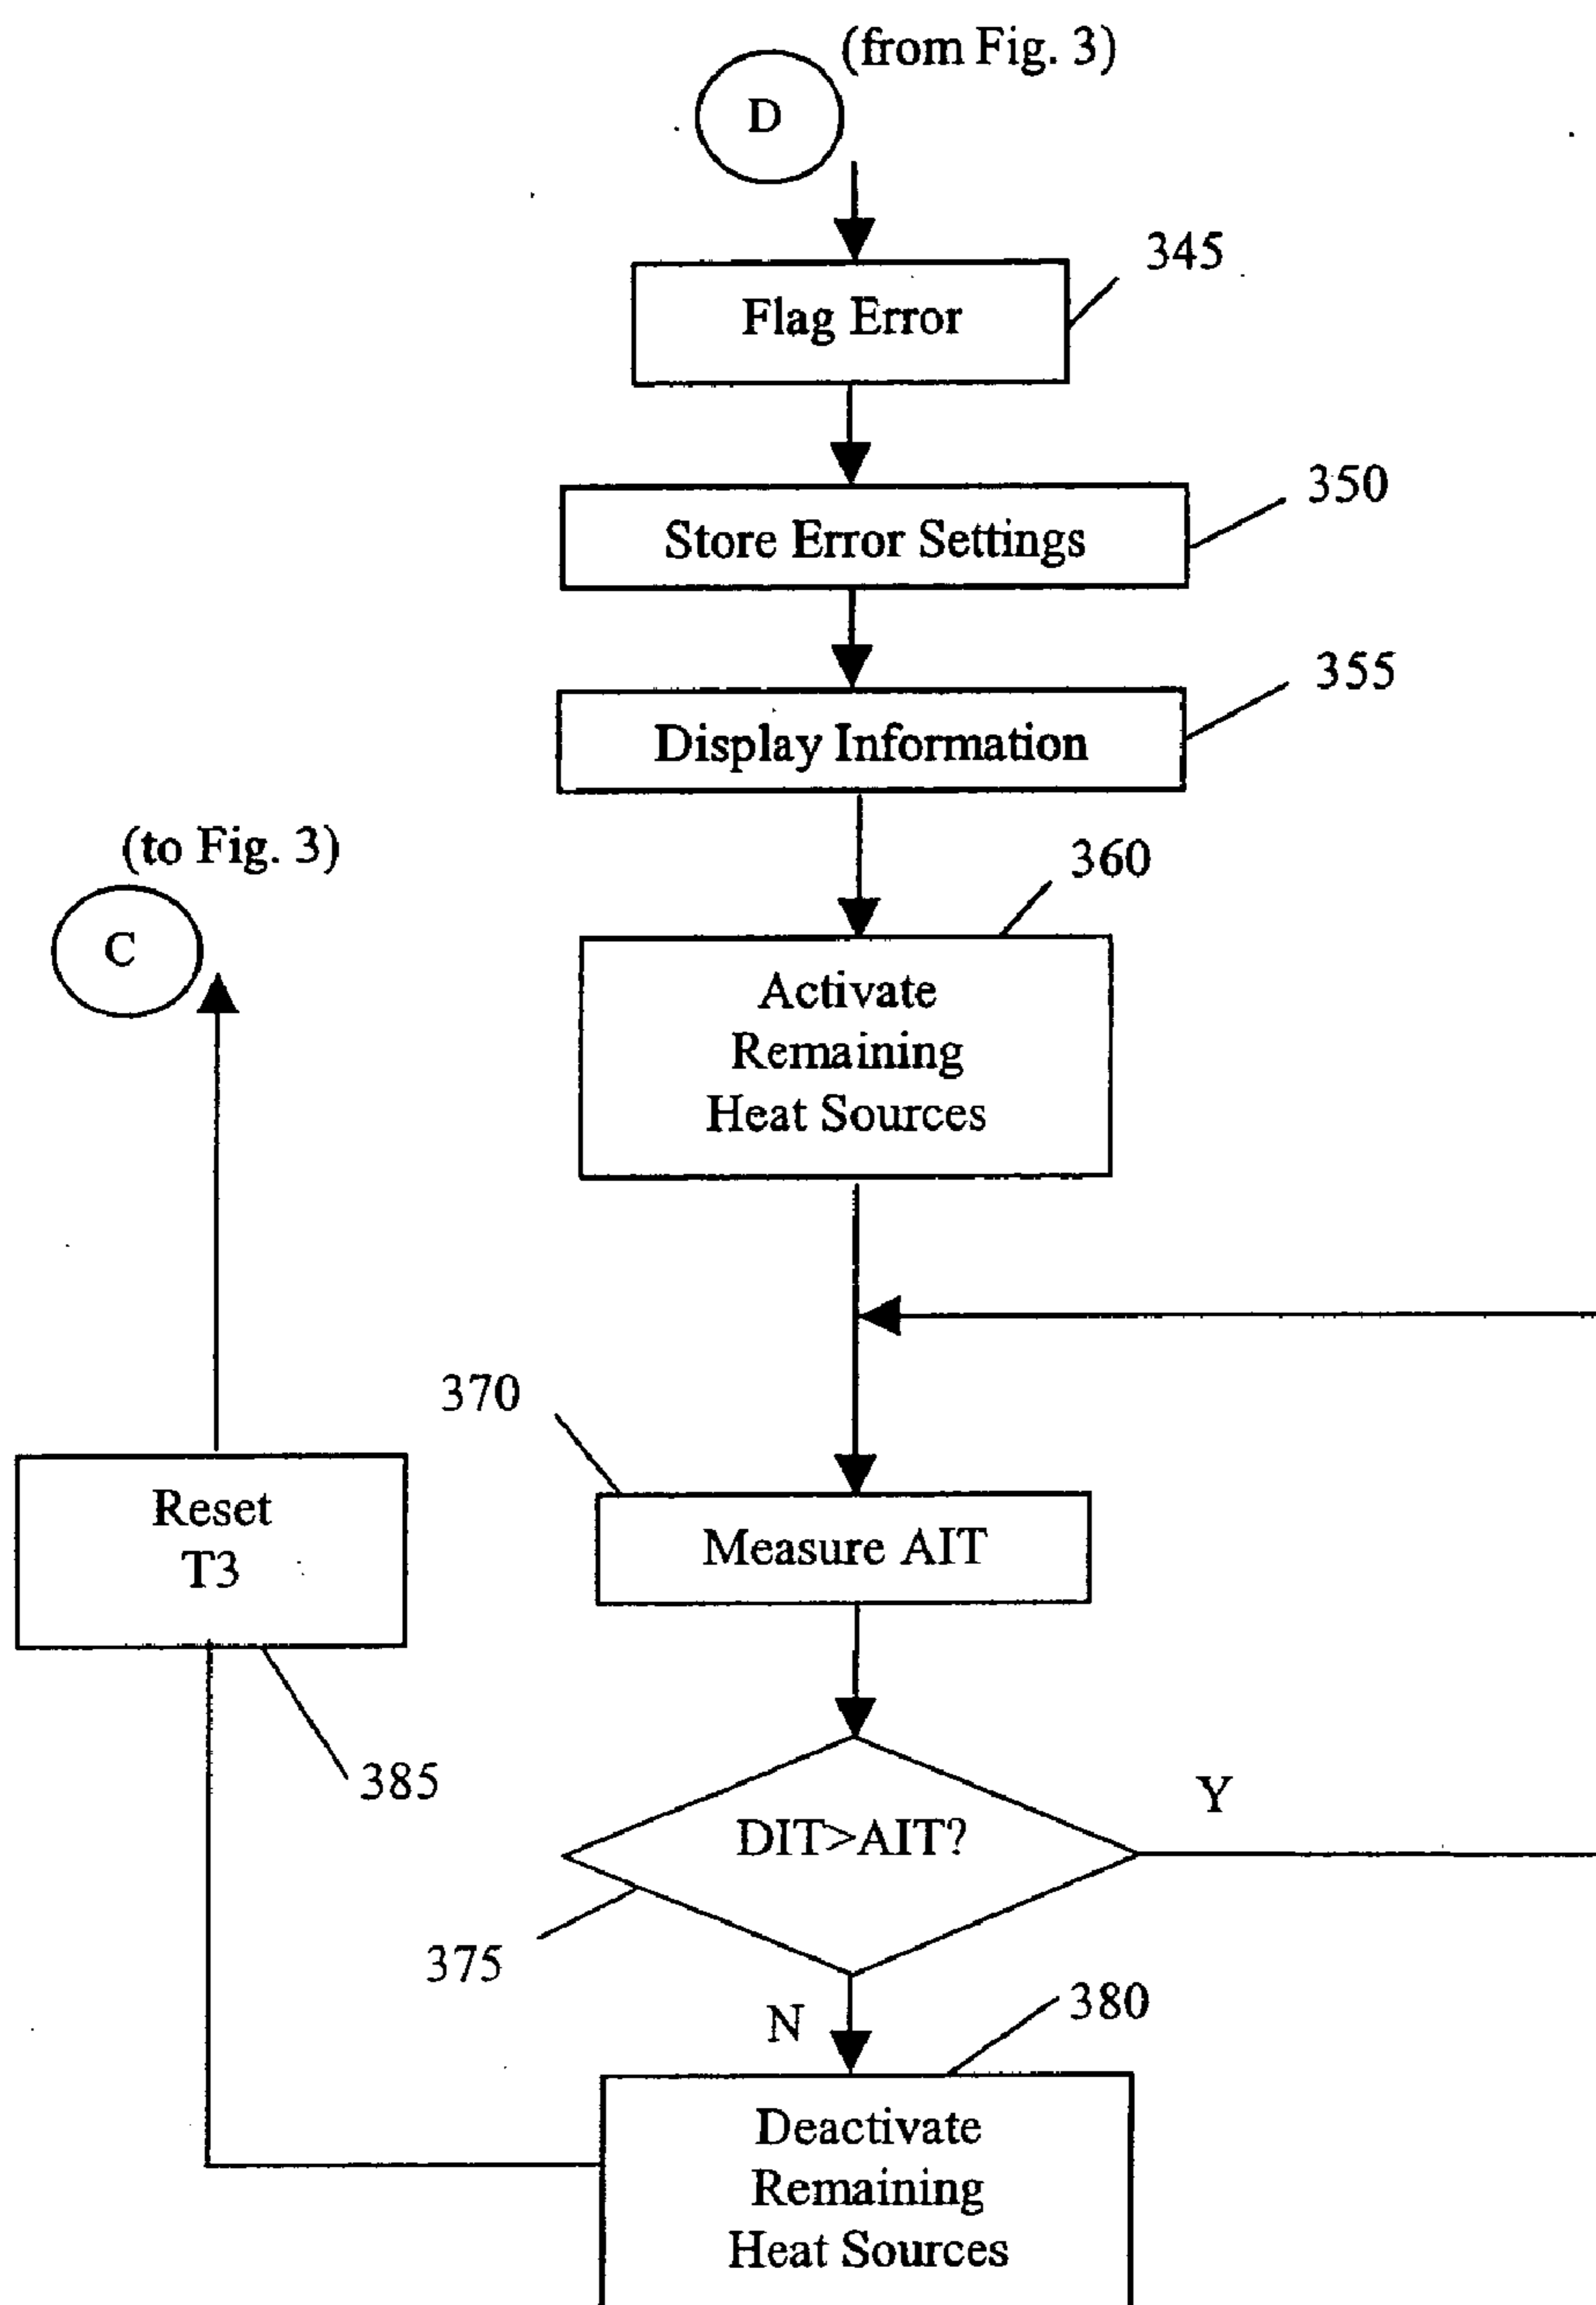 (from Fig. 3)
D
345
Flag Error
350
Store Error Settings
355
Display Information
(to Fig. 3)
360
C
Activate
Remaining
Heat Sources
370
Reset
T3
Measure AIT
385
Y
DIT>AIT?
375
N
380
Deactivate
Remaining
Heat Sources